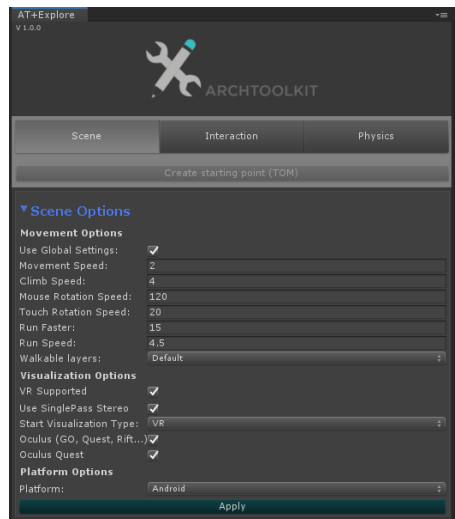 AT+Explore
V 1.0.0
ARCHTOOLKIT
Scene Interaction Physics
Create starting point (TOM)
Scene Options
Movement Options
Use Global Settings:
Movement Speed: 2
Climb Speed: 4
Mouse Rotation Speed: 120
Touch Rotation Speed: 20
Run Faster: 15
Run Speed: 4.5
Walkable layers: Default
Visualization Options
VR Supported
Use SinglePass Stereo
Start Visualization Type: VR
Oculus (GO, Quest, Rift...)
Oculus Quest
Platform Options
Platform: Android
Apply